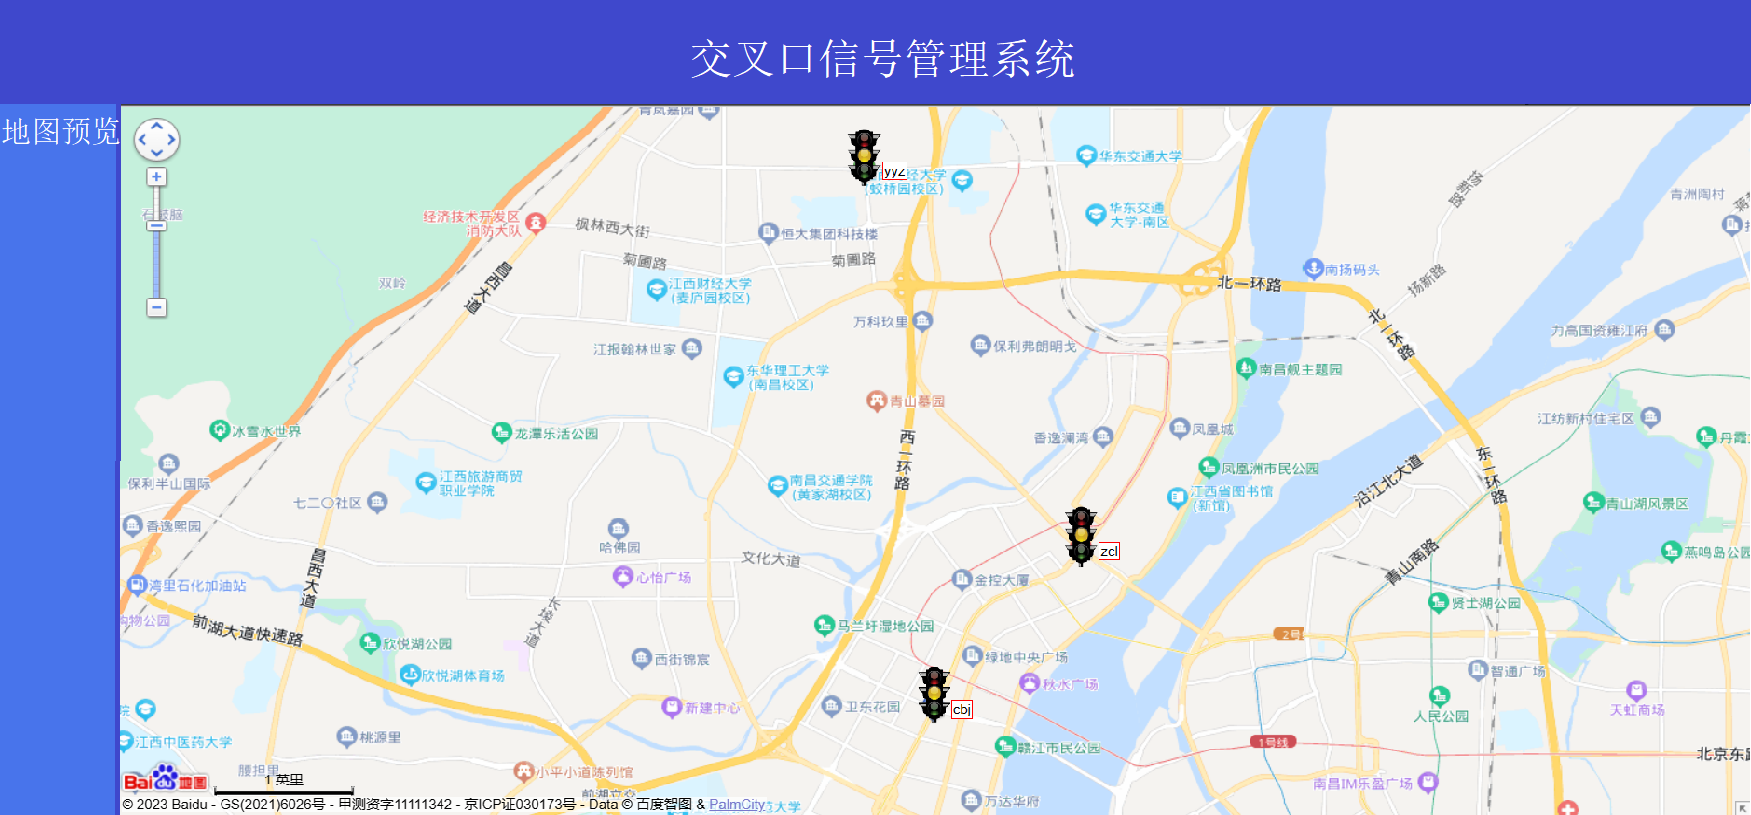 交叉口信号管理系统
地图预览
青岚嘉园
yyz
经大学
(蛟桥园校区)
华东交通大学
华东交通
大学-南区
青洲陶村
扬新路
经济技术开发区
消防大队
枫林西大街
恒大集团科技楼
菊圃路
菊圃路
昌西大道
双岭
江西财经大学
(麦庐园校区)
北一环路
南扬码头
扬新路
万科玖里
江报翰林世家
保利弗朗明戈
北一环路
力高国资雍江府
东华理工大学
(南昌校区)
南昌舰主题园
青山墓园
冰雪水世界
龙潭乐活公园
西一环路
香逸澜湾
凤凰城
江纺新村住宅区
丹霞
保利半山国际
江西旅游商贸
职业学院
七二〇社区
南昌交通学院
(黄家湖校区)
凤凰洲市民公园
江西省图书馆
(新馆)
沿江北大道
东一环路
青山湖风景区
香逸熙园
哈佛园
文化大道
zcl
青山南路
燕鸣岛公园
昌西大道
湾里石化加油站
心怡广场
金控大厦
购物公园
前湖大道快速路
长堎大道
马兰圩湿地公园
贤士湖公园
欣悦湖公园
2号
西街锦宸
绿地中央广场
智通广场
欣悦湖体育场
秋水广场
院
新建中心
卫东花园
cbj
人民公园
天虹商场
江西中医药大学
桃源里
赣江市民公园
1号线
北京东路
腰担里
Bai du 地图
1 英里
小平小道陈列馆
南昌IM乐盈广场
前湖立交
万达华府
© 2023 Baidu - GS(2021)6026号 - 甲测资字11111342 - 京ICP证030173号 - Data © 百度智图 & PalmCity
大学